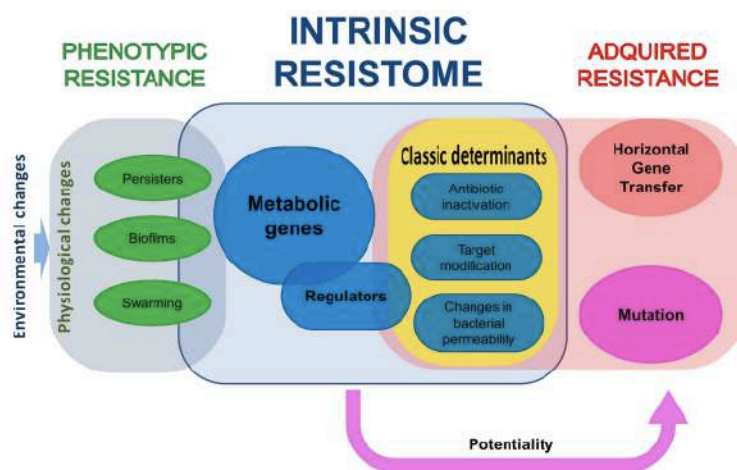 PHENOTYPIC
RESISTANCE
INTRINSIC
RESISTOME
ADQUIRED
RESISTANCE
Environmental changes
Physiological changes
Persisters
Biofilms
Swarming
Metabolic
genes
Regulators
Classic determinants
Antibiotic
inactivation
Target
modification
Changes in
bacterial
permeability
Horizontal
Gene
Transfer
Mutation
Potentiality